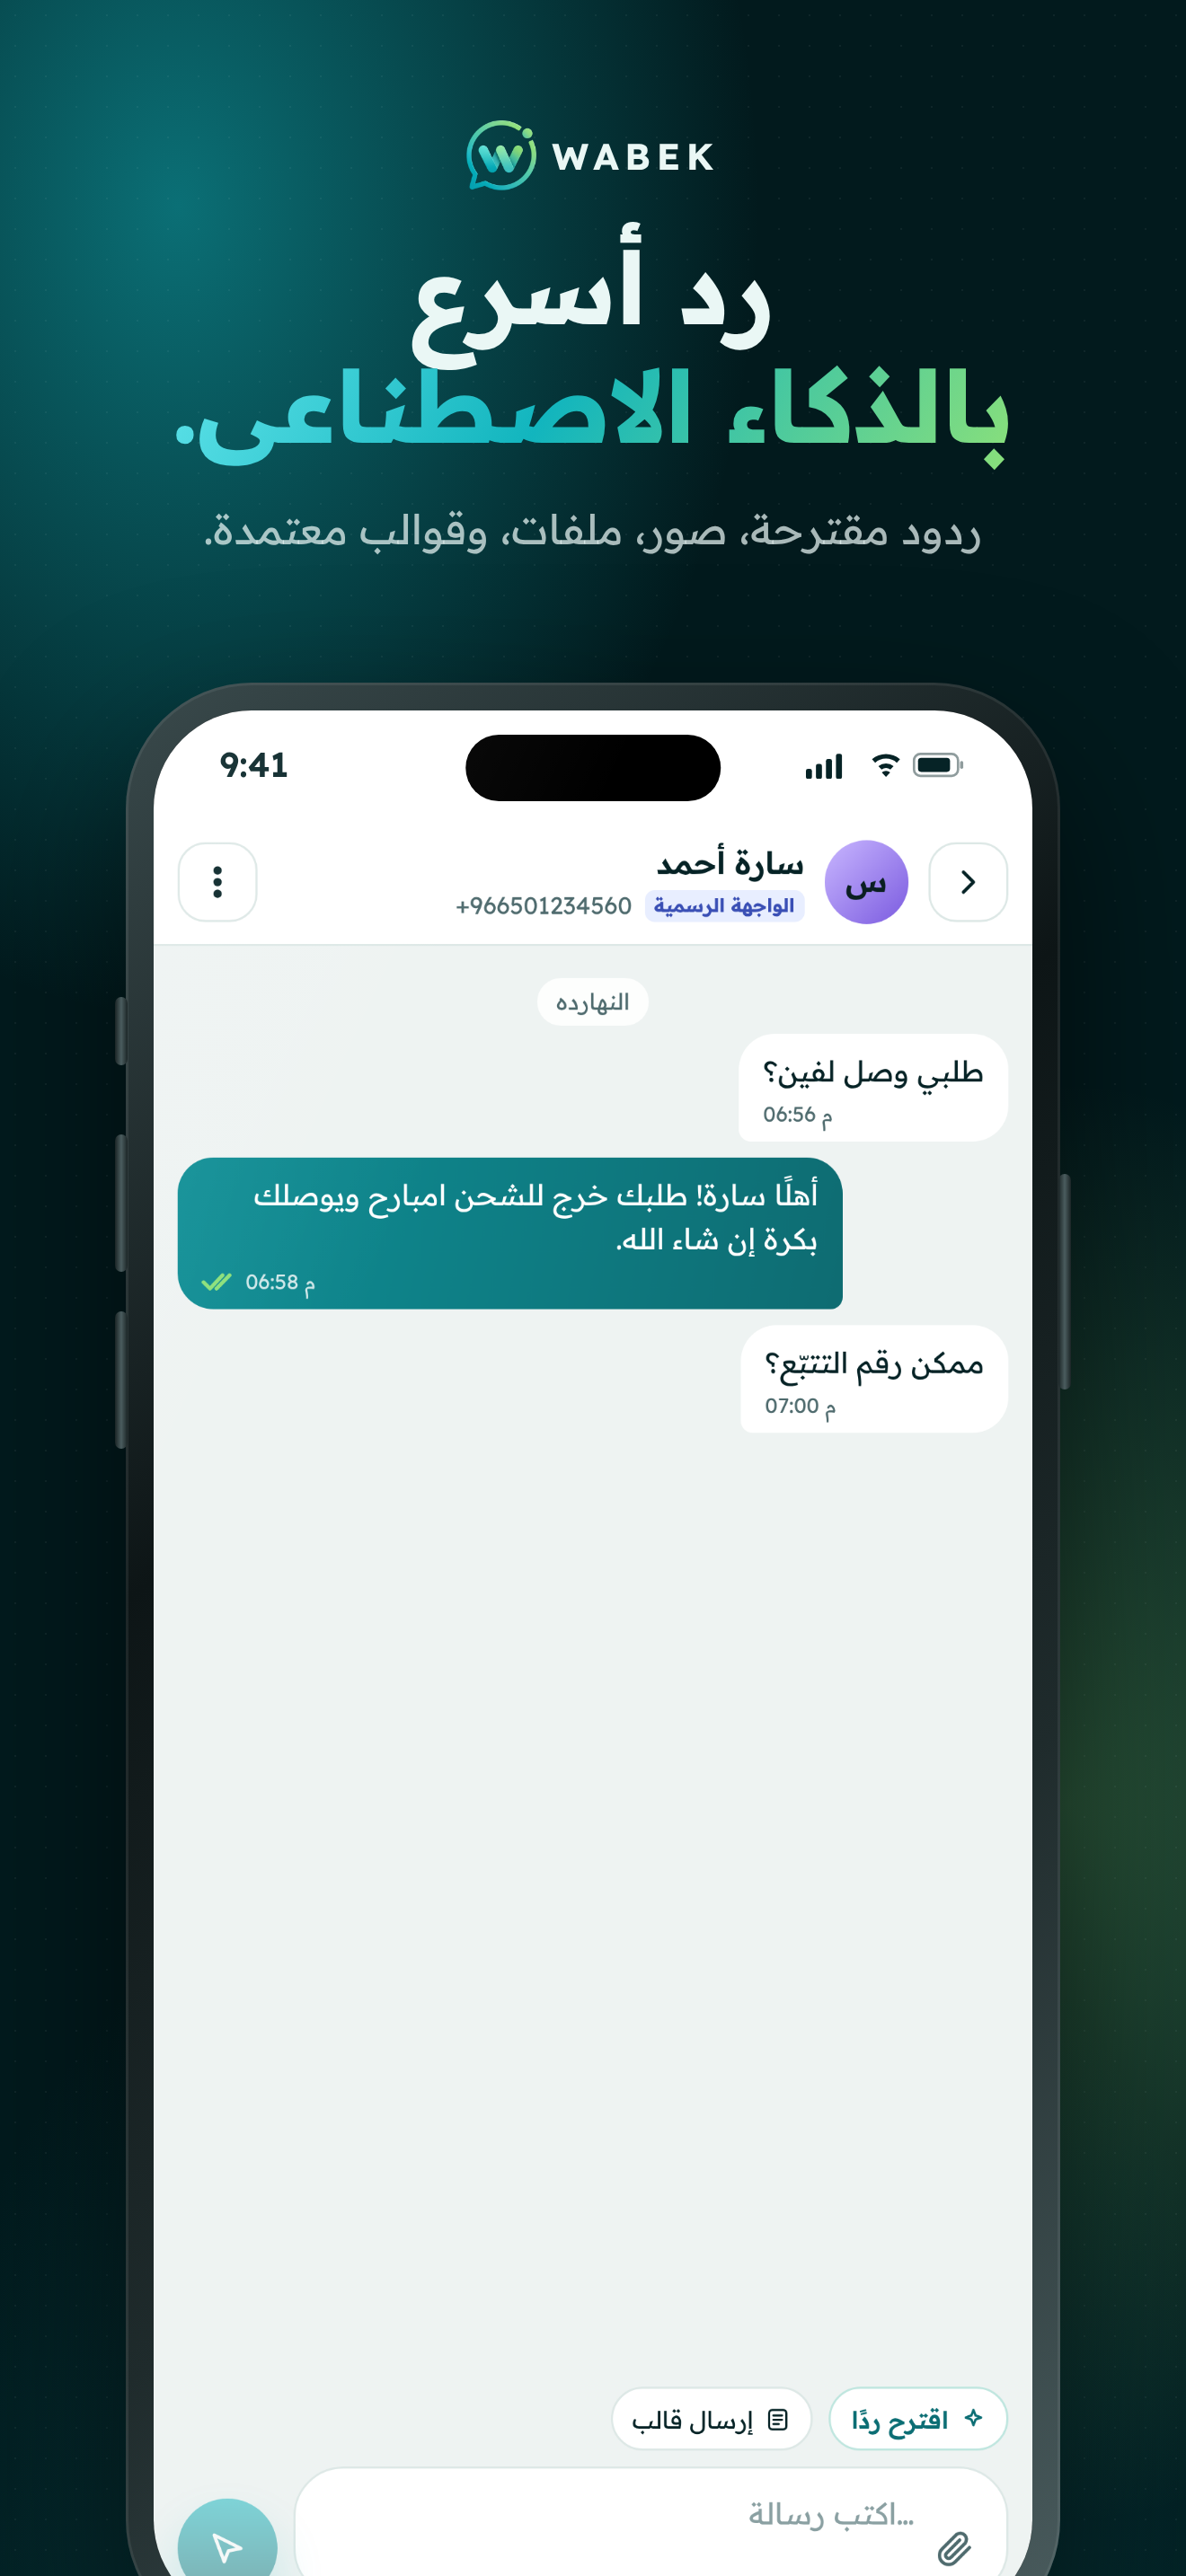 WABEK
رد أسرع
بالذكاء الاصطناعى.
ردود مقترحة، صور، ملفات، وقوالب معتمدة.
9:41
س
سارة أحمد
الواجهة الرسمية +966501234560
النهارده
طلبي وصل لفين؟
06:56 م
أهلًا سارة! طلبك خرج للشحن امبارح ويوصلك
بكرة إن شاء الله.
06:58 م
ممكن رقم التتبّع؟
07:00 م
اقترح ردًا
إرسال قالب
اكتب رسالة...